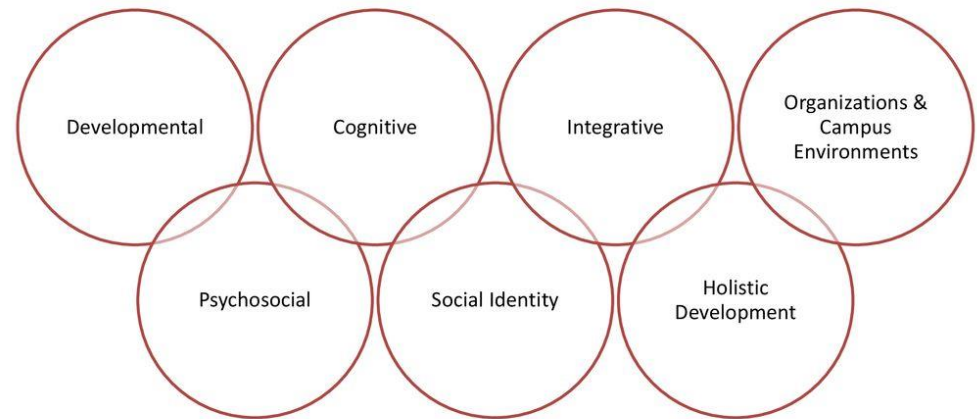 Developmental
Cognitive
Integrative
Organizations &
Campus
Environments
Psychosocial
Social Identity
Holistic
Development